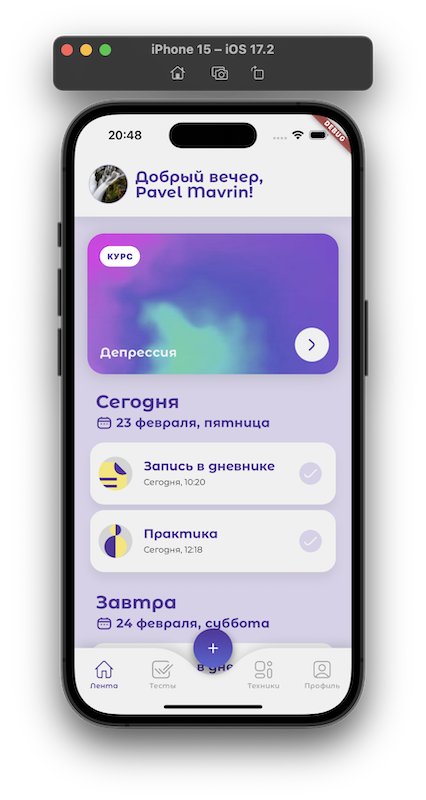 iPhone 15 – iOS 17.2
20:48
DEBUG
Добрый вечер,
Pavel Mavrin!
КУРС
Депрессия
Сегодня
23 февраля, пятница
Запись в дневнике
Сегодня, 10:20
Практика
Сегодня, 12:18
Завтра
24 февраля, суббота
+
Лента
Тесты
Техники
Профиль